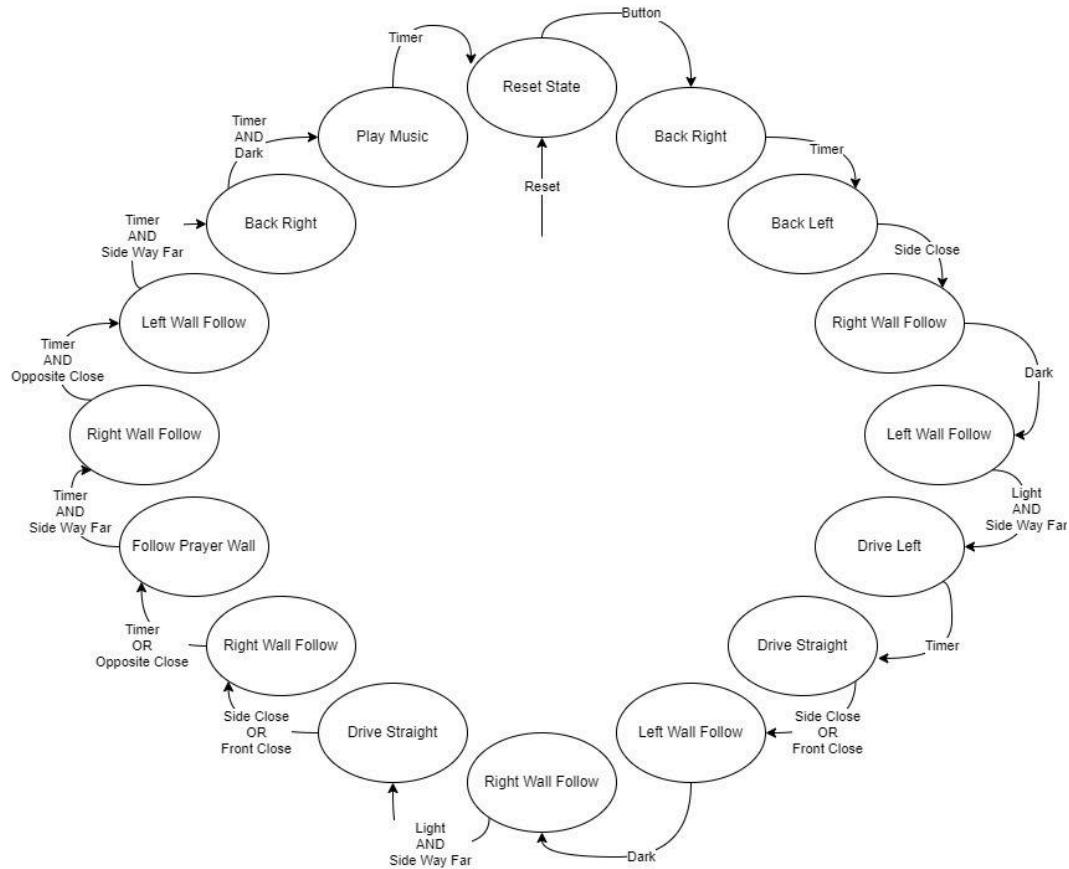 Button
Timer
Reset State
Timer
AND
Dark
Play Music
Back Right
Timer
Reset
Timer
AND
Side Way Far
Back Right
Back Left
Side Close
Left Wall Follow
Right Wall Follow
Timer
AND
Opposite Close
Dark
Right Wall Follow
Left Wall Follow
Timer
AND
Side Way Far
Light
AND
Side Way Far
Follow Prayer Wall
Drive Left
Timer
OR
Opposite Close
Right Wall Follow
Drive Straight
Timer
Side Close
OR
Front Close
Drive Straight
Left Wall Follow
Side Close
OR
Front Close
Right Wall Follow
Light
AND
Side Way Far
Dark